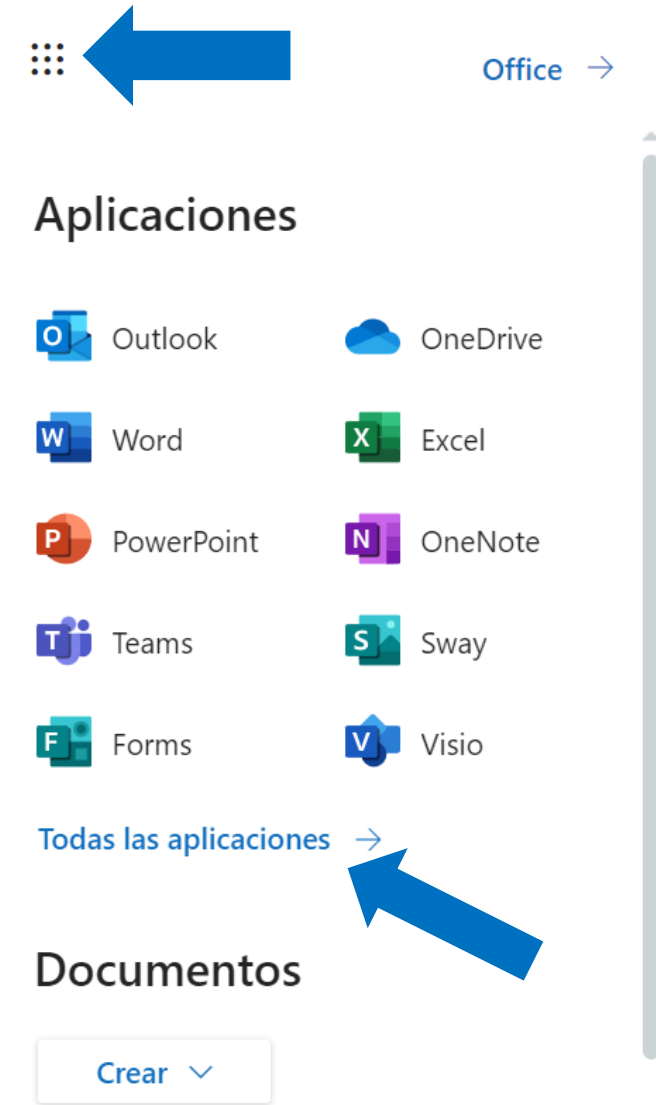 Office
Aplicaciones
O Outlook
OneDrive
W Word
X Excel
P PowerPoint
N OneNote
T Teams
S Sway
F Forms
V Visio
Todas las aplicaciones
Documentos
Crear